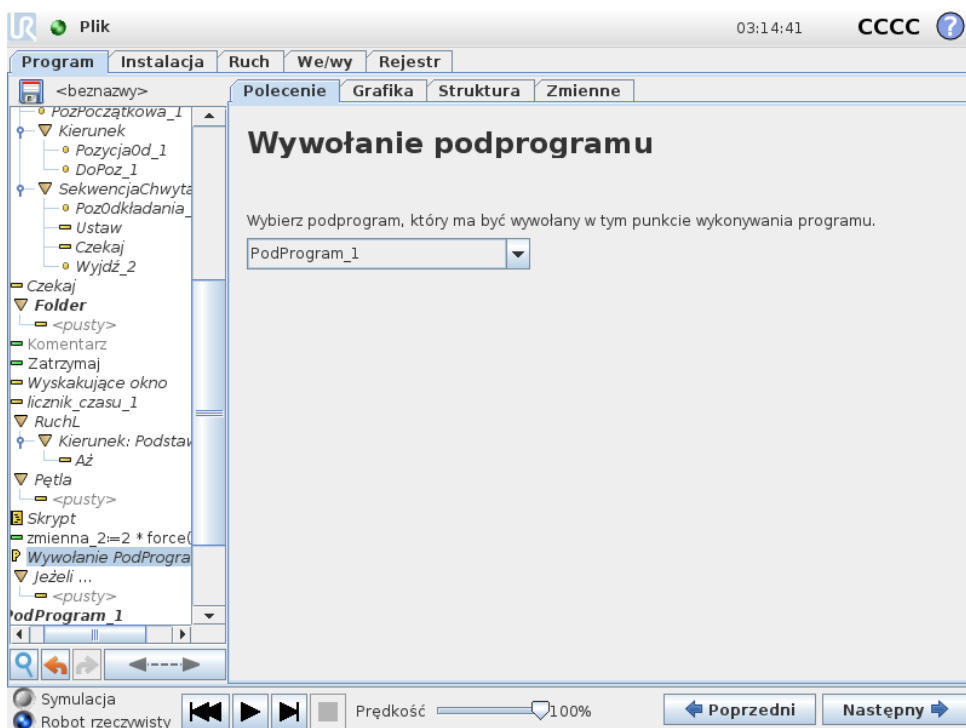 UR Plik 03:14:41 CCCC ?
Program Instalacja Ruch We/wy Rejestr
<beznazwy>
Polecenie Grafika Struktura Zmienne
PozPoczątkowa_1
Kierunek
PozycjaOd_1
DoPoz_1
SekwencjaChwyta
PozOdkładania_
Ustaw
Czekaj
Wyjdź_2
Czekaj
Folder
<pusty>
Komentarz
Zatrzymaj
Wyskakujące okno
licznik_czasu_1
RuchL
Kierunek: Podstaw
Aż
Pętla
<pusty>
Skrypt
zmienna_2:=2 * force(
Wywołanie PodProgra
Jeżeli ...
<pusty>
PodProgram_1
Wywołanie podprogramu
Wybierz podprogram, który ma być wywołany w tym punkcie wykonywania programu.
PodProgram_1
Symulacja
Robot rzeczywisty
Prędkość 100%
Poprzedni
Następny